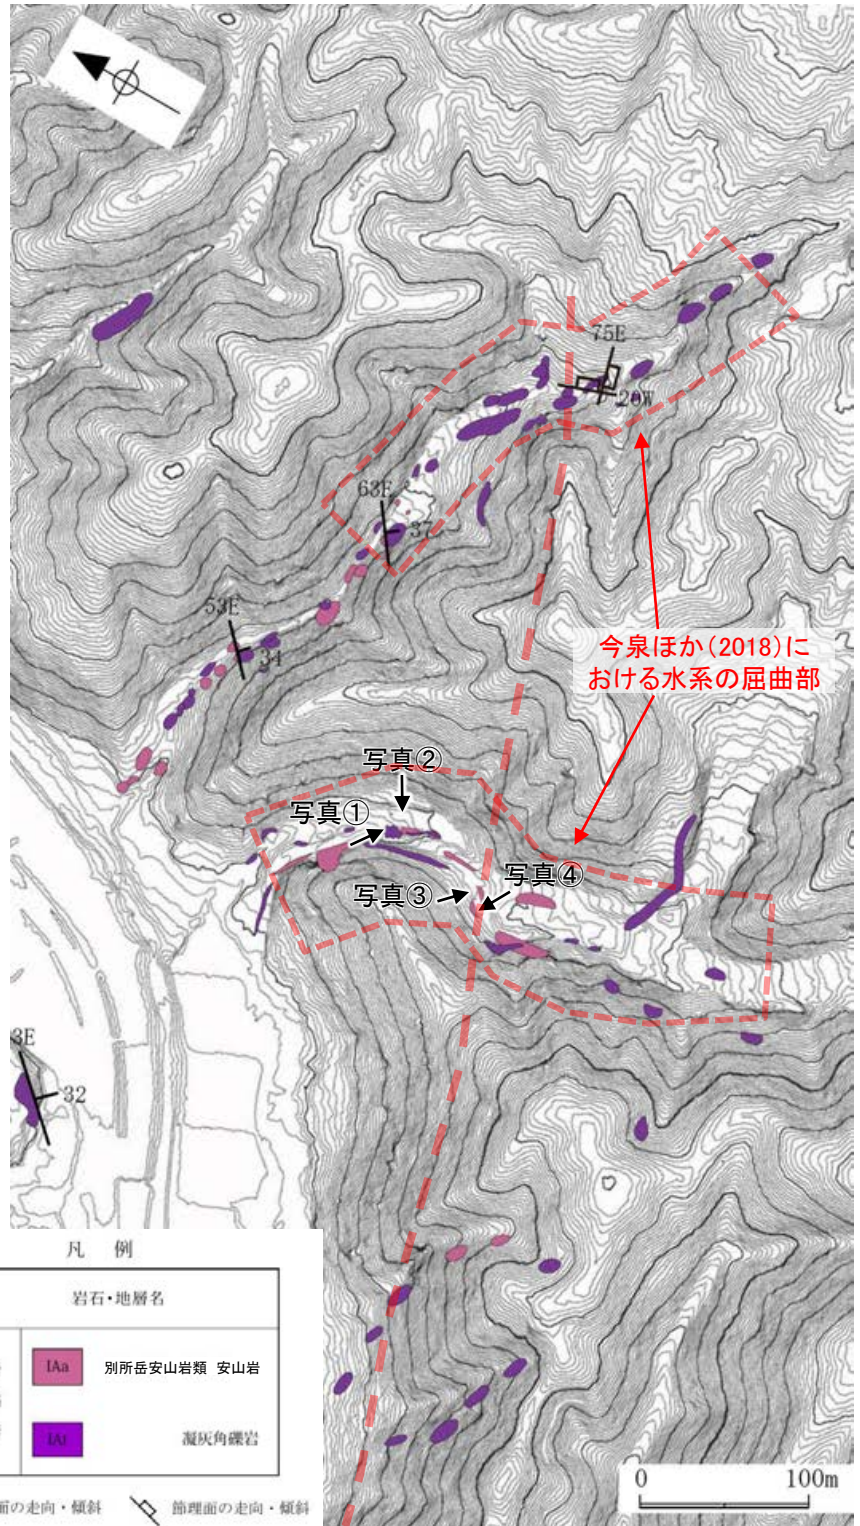 75E
20W
63E
37
53E
34
今泉ほか(2018)に
おける水系の屈曲部
写真②
写真①
写真④
写真③
3E
32
凡 例
岩石・地層名
IAa 別所岳安山岩類 安山岩
IAt 凝灰角礫岩
面の走向・傾斜 節理面の走向・傾斜
0 100m